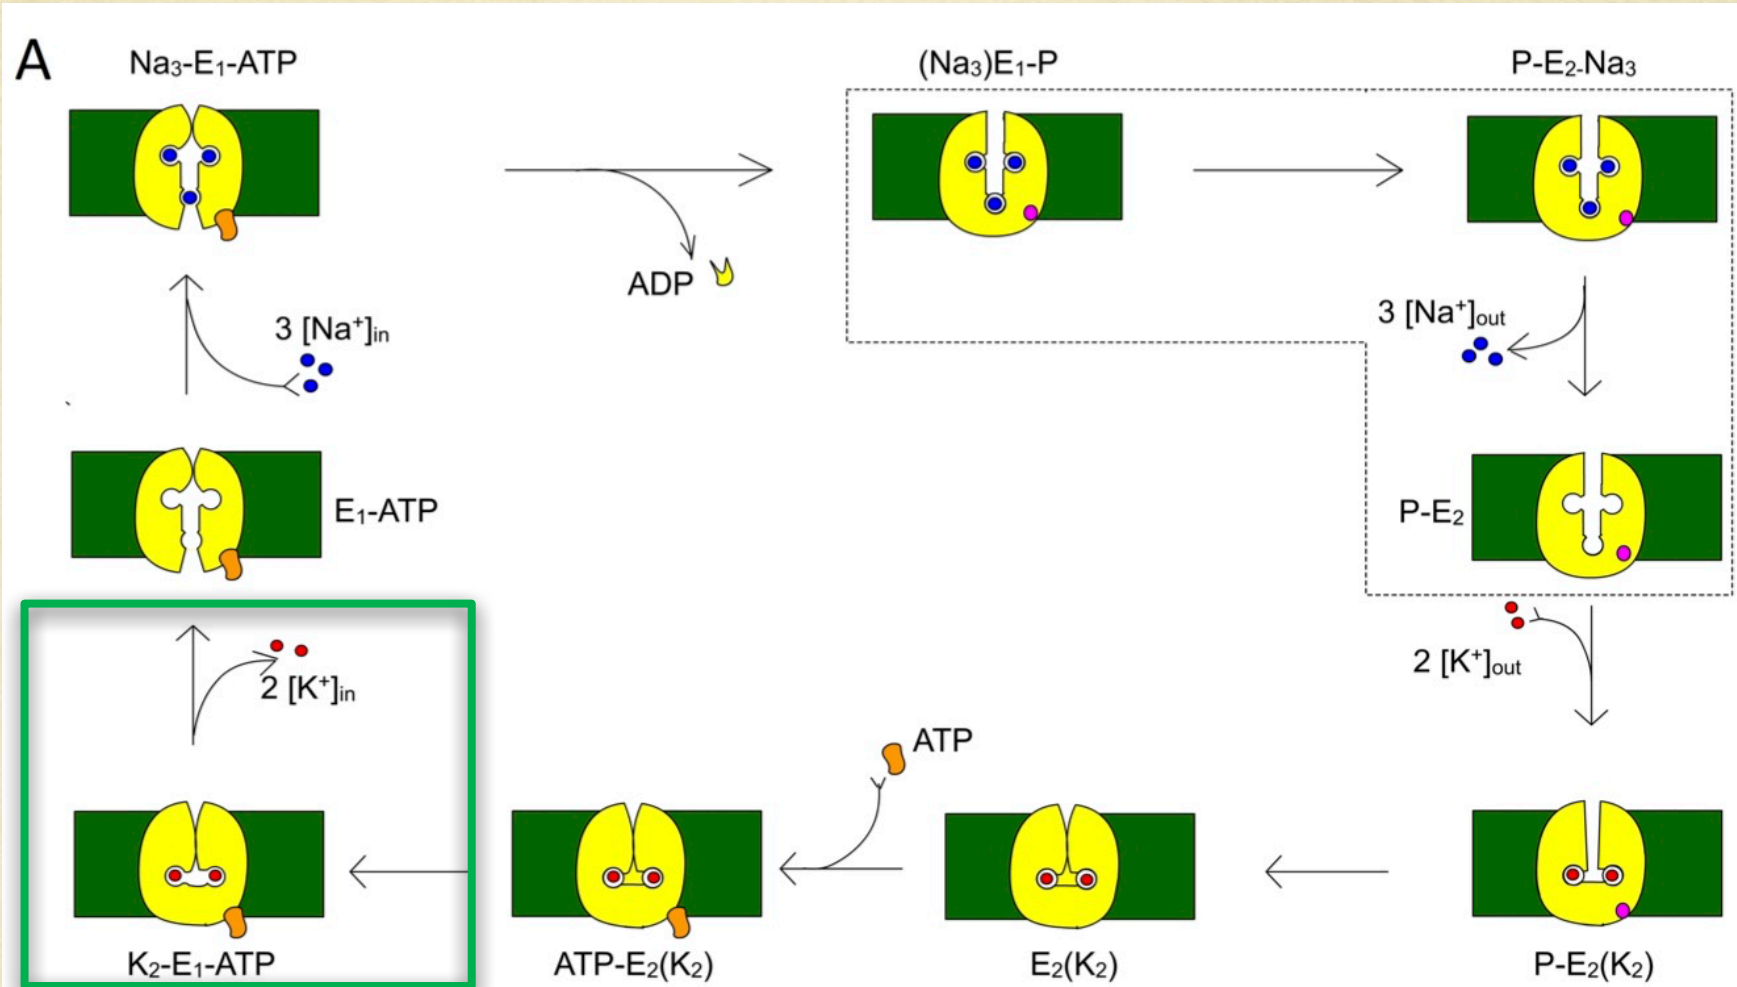 A
Na₃-E₁-ATP
(Na₃)E₁-P
P-E₂-Na₃
ADP
3 [Na⁺]in
3 [Na⁺]out
E₁-ATP
P-E₂
2 [K⁺]in
2 [K⁺]out
ATP
K₂-E₁-ATP
ATP-E₂(K₂)
E₂(K₂)
P-E₂(K₂)